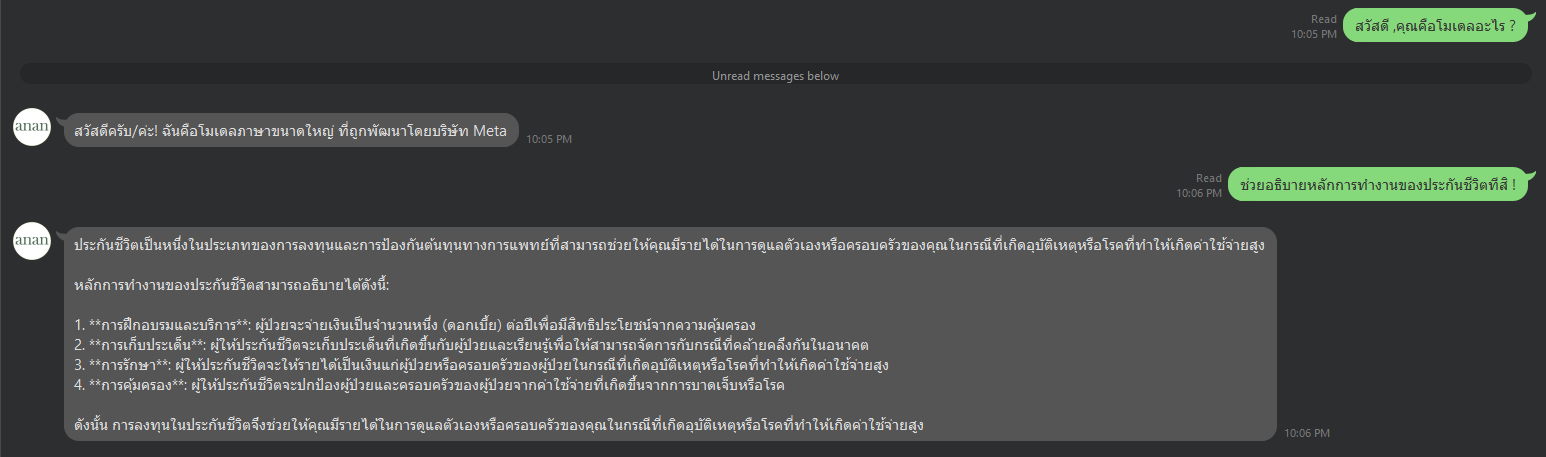 Read
10:05 PM
สวัสดี ,คุณคือโมเดลอะไร ?
Unread messages below
anan
สวัสดีครับ/ค่ะ! ฉันคือโมเดลภาษาขนาดใหญ่ ที่ถูกพัฒนาโดยบริษัท Meta
10:05 PM
Read
10:06 PM
ช่วยอธิบายหลักการทำงานของประกันชีวิตทีสิ !
anan
ประกันชีวิตเป็นหนึ่งในประเภทของการลงทุนและการป้องกันต้นทุนทางการแพทย์ที่สามารถช่วยให้คุณมีรายได้ในการดูแลตัวเองหรือครอบครัวของคุณในกรณีที่เกิดอุบัติเหตุหรือโรคที่ทำให้เกิดค่าใช้จ่ายสูง
หลักการทำงานของประกันชีวิตสามารถอธิบายได้ดังนี้:
1. **การฝึกอบรมและบริการ**: ผู้ป่วยจะจ่ายเงินเป็นจำนวนหนึ่ง (ดอกเบี้ย) ต่อปีเพื่อมีสิทธิประโยชน์จากความคุ้มครอง
2. **การเก็บประเด็น**: ผู้ให้ประกันชีวิตจะเก็บประเด็นที่เกิดขึ้นกับผู้ป่วยและเรียนรู้เพื่อให้สามารถจัดการกับกรณีที่คล้ายคลึงกันในอนาคต
3. **การรักษา**: ผู้ให้ประกันชีวิตจะให้รายได้เป็นเงินแก่ผู้ป่วยหรือครอบครัวของผู้ป่วยในกรณีที่เกิดอุบัติเหตุหรือโรคที่ทำให้เกิดค่าใช้จ่ายสูง
4. **การคุ้มครอง**: ผู้ให้ประกันชีวิตจะปกป้องผู้ป่วยและครอบครัวของผู้ป่วยจากค่าใช้จ่ายที่เกิดขึ้นจากการบาดเจ็บหรือโรค
ดังนั้น การลงทุนในประกันชีวิตจึงช่วยให้คุณมีรายได้ในการดูแลตัวเองหรือครอบครัวของคุณในกรณีที่เกิดอุบัติเหตุหรือโรคที่ทำให้เกิดค่าใช้จ่ายสูง
10:06 PM